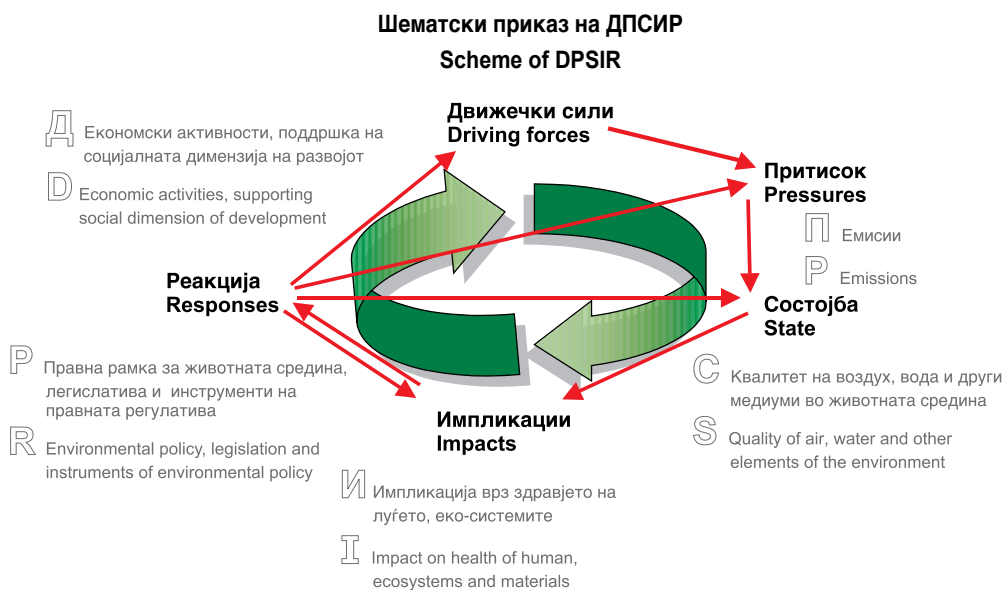 Шематски приказ на ДПСИР
Scheme of DPSIR
Движечки сили
Driving forces
Д Економски активности, поддршка на
социјалната димензија на развојот
D Economic activities, supporting
social dimension of development
Притисок
Pressures
П Емисии
P Emissions
Реакција
Responses
Состојба
State
Р Правна рамка за животната средина,
легислатива и инструменти на
правната регулатива
R Environmental policy, legislation and
instruments of environmental policy
С Квалитет на воздух, вода и други
медиуми во животната средина
S Quality of air, water and other
elements of the environment
Импликации
Impacts
И Импликација врз здравјето на
луѓето, еко-системите
I Impact on health of human,
ecosystems and materials